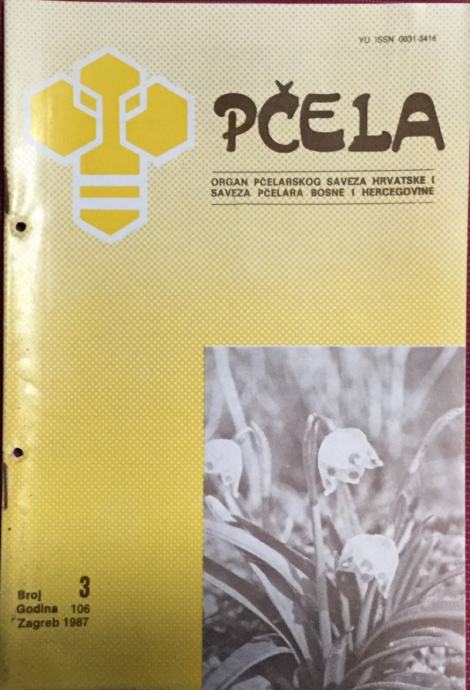 YU ISSN 0031-3416
PČELA
ORGAN PČELARSKOG SAVEZA HRVATSKE I
SAVEZA PČELARA BOSNE I HERCEGOVINE
Broj 3
Godina 106
Zagreb 1987